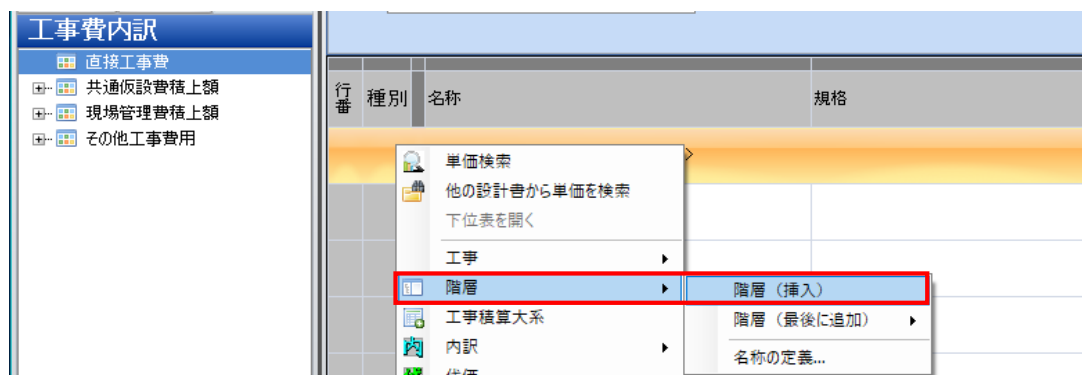 工事費内訳
直接工事費
共通仮設費積上額
現場管理費積上額
その他工事費用
行番 種別 名称 規格
単価検索
他の設計書から単価を検索
下位表を開く
工事
階層
工事積算大系
内訳
階層（挿入）
階層（最後に追加）
名称の定義...